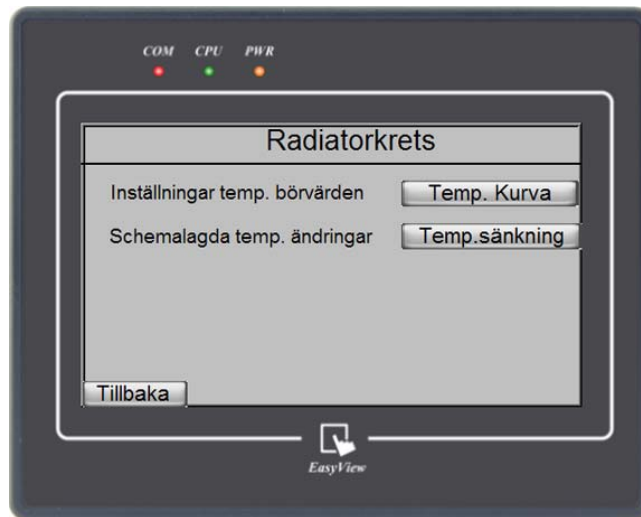 COM CPU PWR
Radiatorkrets
Inställningar temp. börvärden Temp. Kurva
Schemalagda temp. ändringar Temp.sänkning
Tillbaka
EasyView